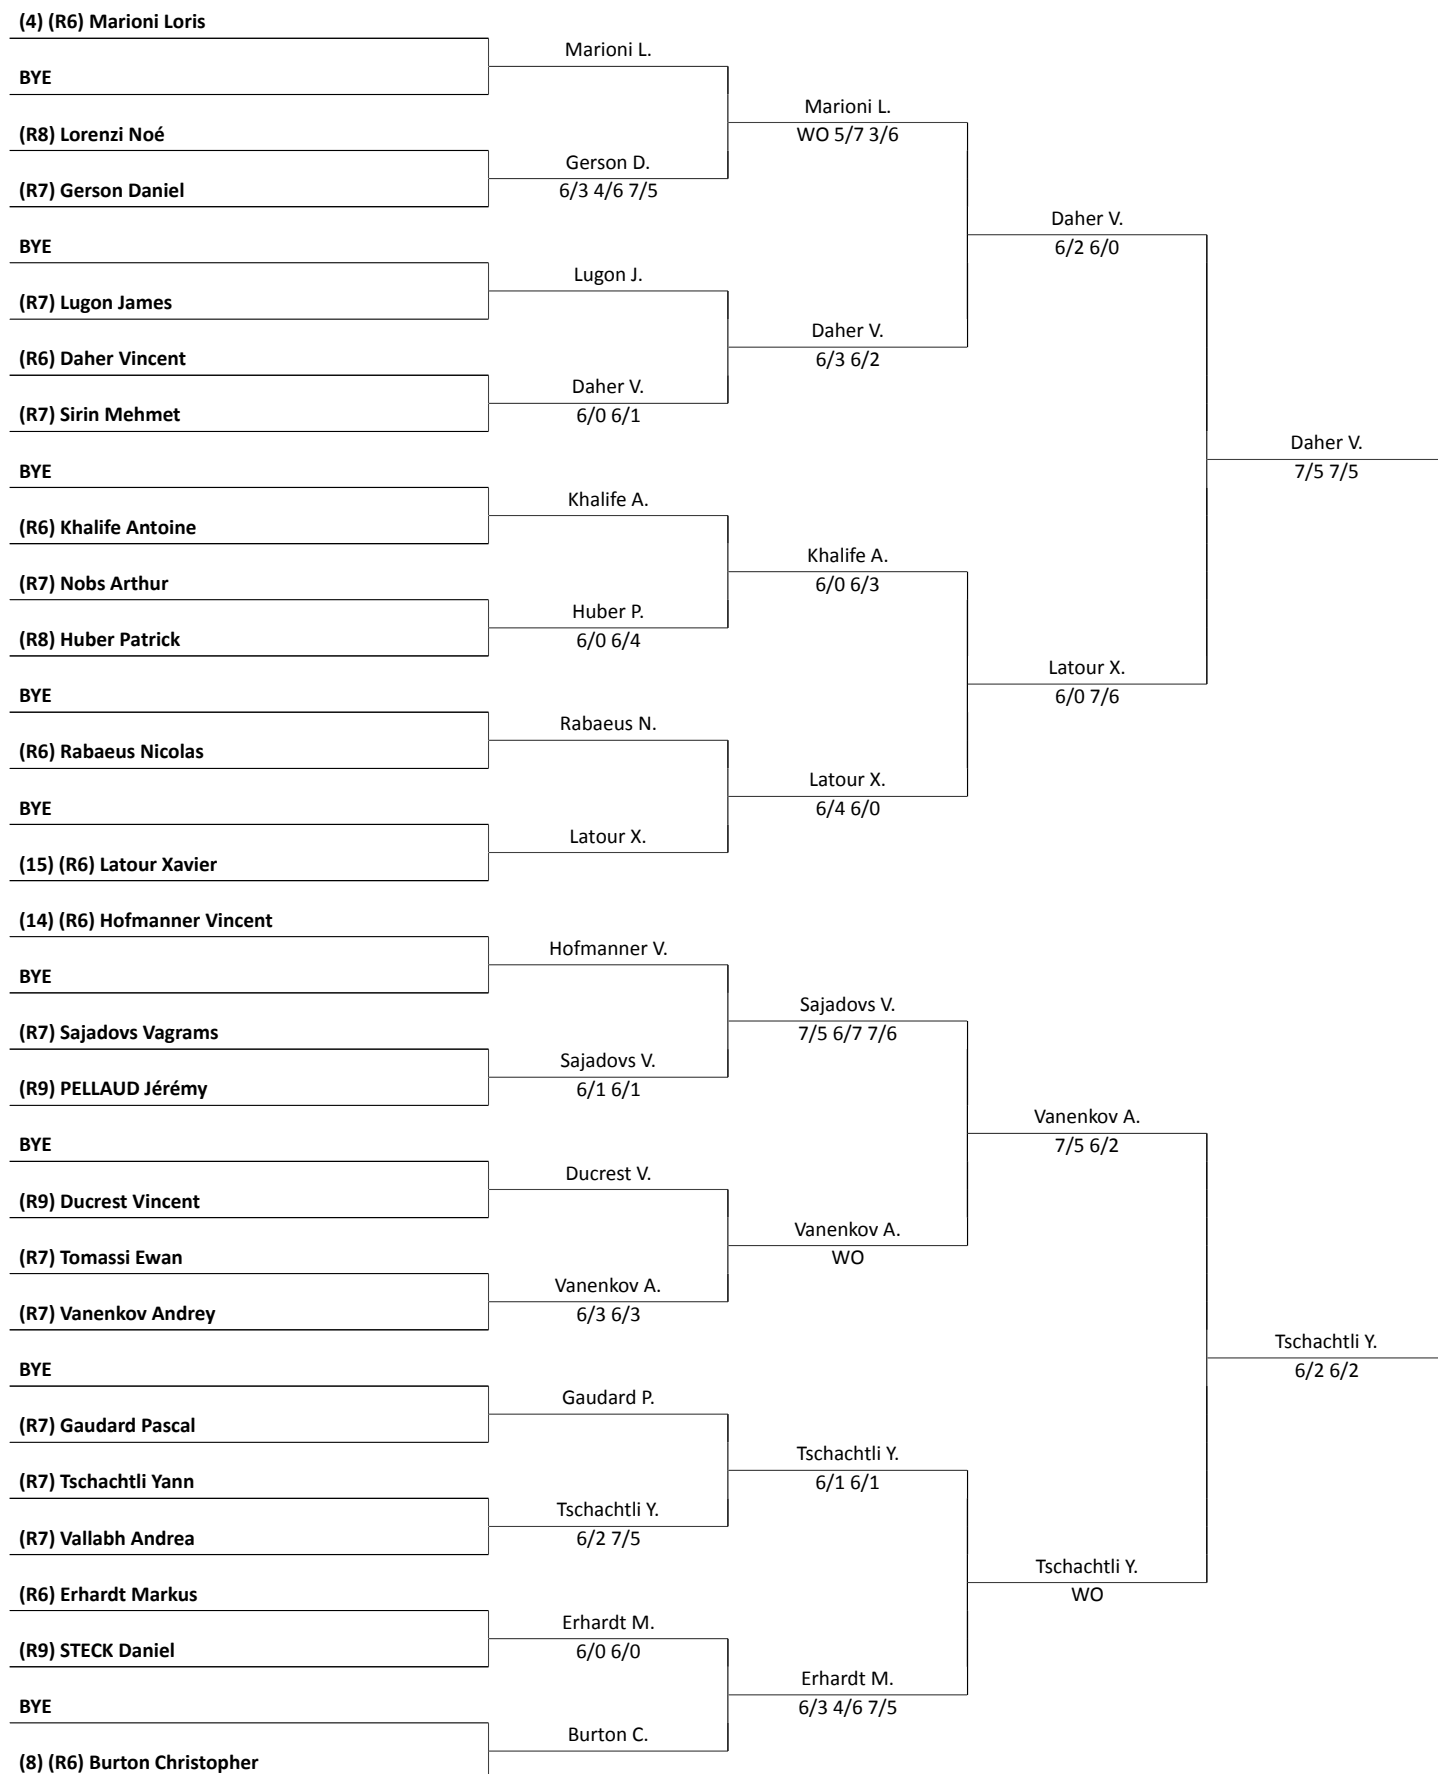 (4) (R6) Marioni Loris
Marioni L.
BYE
Marioni L.
(R8) Lorenzi Noé
WO 5/7 3/6
Gerson D.
(R7) Gerson Daniel
6/3 4/6 7/5
Daher V.
BYE
6/2 6/0
Lugon J.
(R7) Lugon James
Daher V.
(R6) Daher Vincent
6/3 6/2
Daher V.
(R7) Sirin Mehmet
6/0 6/1
Daher V.
BYE
7/5 7/5
Khalife A.
(R6) Khalife Antoine
Khalife A.
(R7) Nobs Arthur
6/0 6/3
Huber P.
(R8) Huber Patrick
6/0 6/4
Latour X.
BYE
6/0 7/6
Rabaeus N.
(R6) Rabaeus Nicolas
Latour X.
BYE
6/4 6/0
Latour X.
(15) (R6) Latour Xavier
(14) (R6) Hofmanner Vincent
Hofmanner V.
BYE
Sajadovs V.
(R7) Sajadovs Vagrams
7/5 6/7 7/6
Sajadovs V.
(R9) PELLAUD Jérémy
6/1 6/1
Vanenkov A.
BYE
7/5 6/2
Ducrest V.
(R9) Ducrest Vincent
Vanenkov A.
(R7) Tomassi Ewan
WO
Vanenkov A.
(R7) Vanenkov Andrey
6/3 6/3
Tschachtli Y.
BYE
6/2 6/2
Gaudard P.
(R7) Gaudard Pascal
Tschachtli Y.
(R7) Tschachtli Yann
6/1 6/1
Tschachtli Y.
(R7) Vallabh Andrea
6/2 7/5
Tschachtli Y.
(R6) Erhardt Markus
WO
Erhardt M.
(R9) STECK Daniel
6/0 6/0
Erhardt M.
BYE
6/3 4/6 7/5
Burton C.
(8) (R6) Burton Christopher